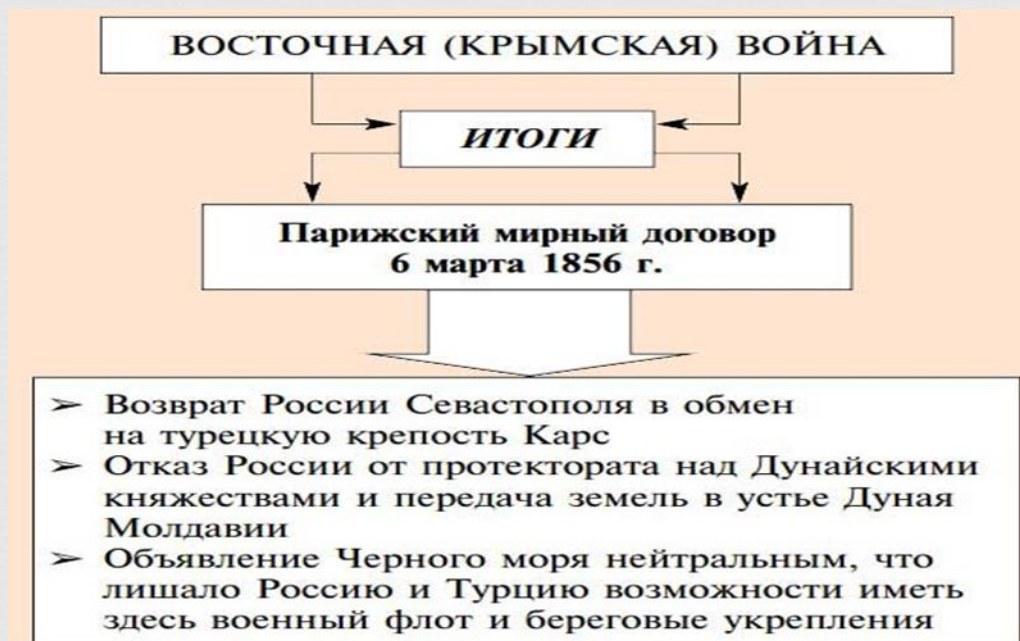 ВОСТОЧНАЯ (КРЫМСКАЯ) ВОЙНА
ИТОГИ
Парижский мирный договор
6 марта 1856 г.
➢ Возврат России Севастополя в обмен
на турецкую крепость Карс
➢ Отказ России от протектората над Дунайскими
княжествами и передача земель в устье Дуная
Молдавии
➢ Объявление Черного моря нейтральным, что
лишало Россию и Турцию возможности иметь
здесь военный флот и береговые укрепления